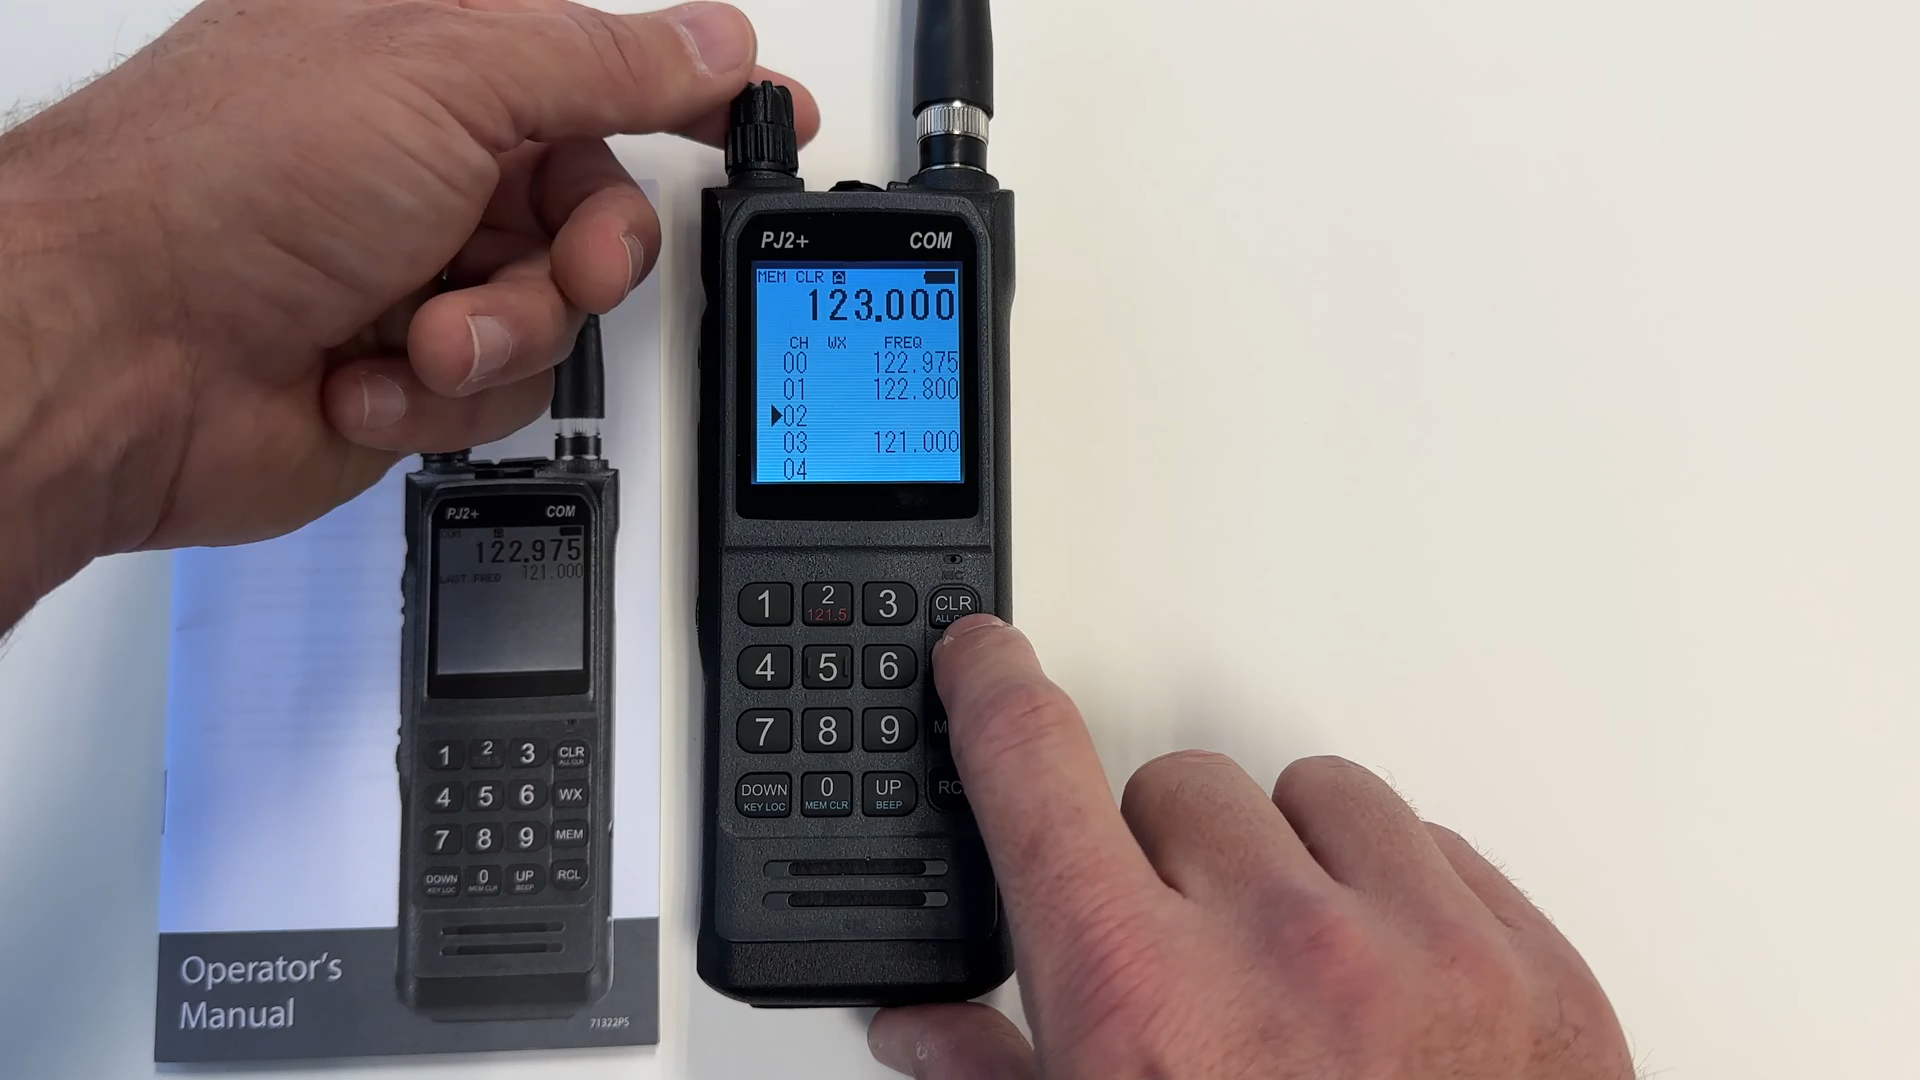 PJ2+ COM
MEM CLR
123.000
CH WX FREQ
00 122.975
01 122.800
02
03 121.000
04
1 2 3 CLR
121.5
4 5 6
7 8 9
DOWN 0 UP RC
KEY LOC MEM CLR BEEP
PJ2+ COM
122.975
LAST FREQ 121.000
1 2 3 CLR
ALL CLR
4 5 6 WX
7 8 9 MEM
DOWN 0 UP RCL
KEY LOC MEM CLR BEEP
Operator's
Manual
71322PS